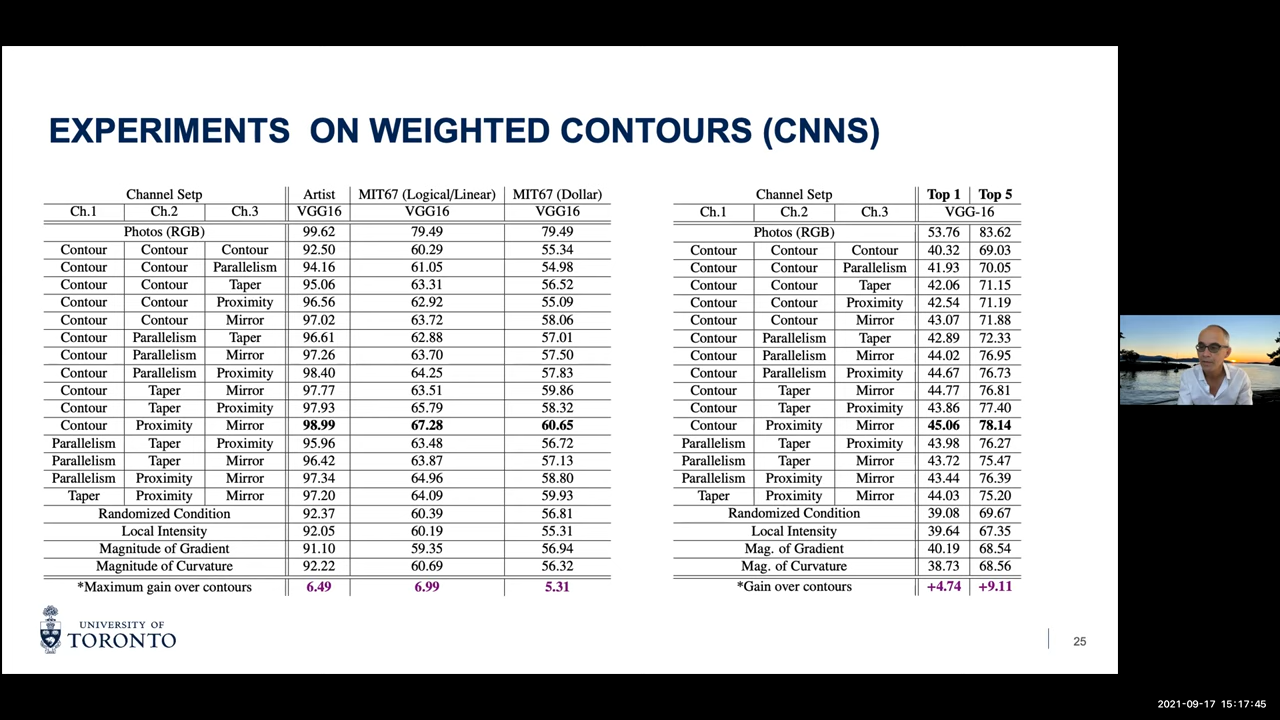 EXPERIMENTS ON WEIGHTED CONTOURS (CNNS)
Channel Setp Artist MIT67 (Logical/Linear) MIT67 (Dollar)
Ch.1 Ch.2 Ch.3 VGG16 VGG16 VGG16
Photos (RGB) 99.62 79.49 79.49
Contour Contour Contour 92.50 60.29 55.34
Contour Contour Parallelism 94.16 61.05 54.98
Contour Contour Taper 95.06 63.31 56.52
Contour Contour Proximity 96.56 62.92 55.09
Contour Contour Mirror 97.02 63.72 58.06
Contour Parallelism Taper 96.61 62.88 57.01
Contour Parallelism Mirror 97.26 63.70 57.50
Contour Parallelism Proximity 98.40 64.25 57.83
Contour Taper Mirror 97.77 63.51 59.86
Contour Taper Proximity 97.93 65.79 58.32
Contour Proximity Mirror 98.99 67.28 60.65
Parallelism Taper Proximity 95.96 63.48 56.72
Parallelism Taper Mirror 96.42 63.87 57.13
Parallelism Proximity Mirror 97.34 64.96 58.80
Taper Proximity Mirror 97.20 64.09 59.93
Randomized Condition 92.37 60.39 56.81
Local Intensity 92.05 60.19 55.31
Magnitude of Gradient 91.10 59.35 56.94
Magnitude of Curvature 92.22 60.69 56.32
*Maximum gain over contours 6.49 6.99 5.31
Channel Setp Top 1 Top 5
Ch.1 Ch.2 Ch.3 VGG-16
Photos (RGB) 53.76 83.62
Contour Contour Contour 40.32 69.03
Contour Contour Parallelism 41.93 70.05
Contour Contour Taper 42.06 71.15
Contour Contour Proximity 42.54 71.19
Contour Contour Mirror 43.07 71.88
Contour Parallelism Taper 42.89 72.33
Contour Parallelism Mirror 44.02 76.95
Contour Parallelism Proximity 44.67 76.73
Contour Taper Mirror 44.77 76.81
Contour Taper Proximity 43.86 77.40
Contour Proximity Mirror 45.06 78.14
Parallelism Taper Proximity 43.98 76.27
Parallelism Taper Mirror 43.72 75.47
Parallelism Proximity Mirror 43.44 76.39
Taper Proximity Mirror 44.03 75.20
Randomized Condition 39.08 69.67
Local Intensity 39.64 67.35
Mag. of Gradient 40.19 68.54
Mag. of Curvature 38.73 68.56
*Gain over contours +4.74 +9.11
UNIVERSITY OF
TORONTO
25
2021-09-17 15:17:45